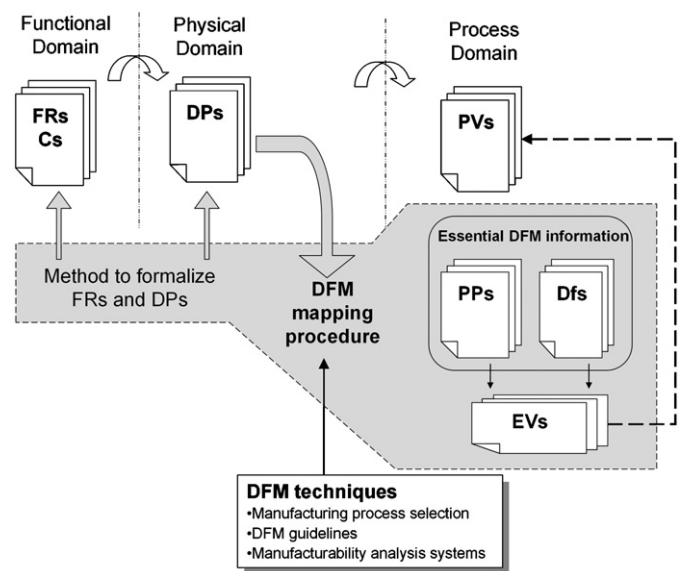 Functional
Domain
Physical
Domain
Process
Domain
FRs
Cs
DPs
PVs
Essential DFM information
PPs
Dfs
EVs
Method to formalize
FRs and DPs
DFM
mapping
procedure
DFM techniques
•Manufacturing process selection
•DFM guidelines
•Manufacturability analysis systems